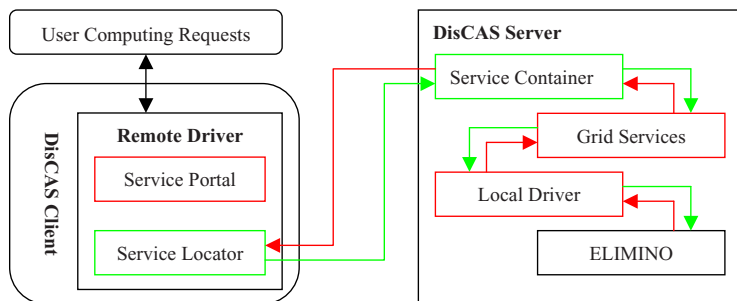 User Computing Requests
DisCAS Client
Remote Driver
Service Portal
Service Locator
DisCAS Server
Service Container
Grid Services
Local Driver
ELIMINO